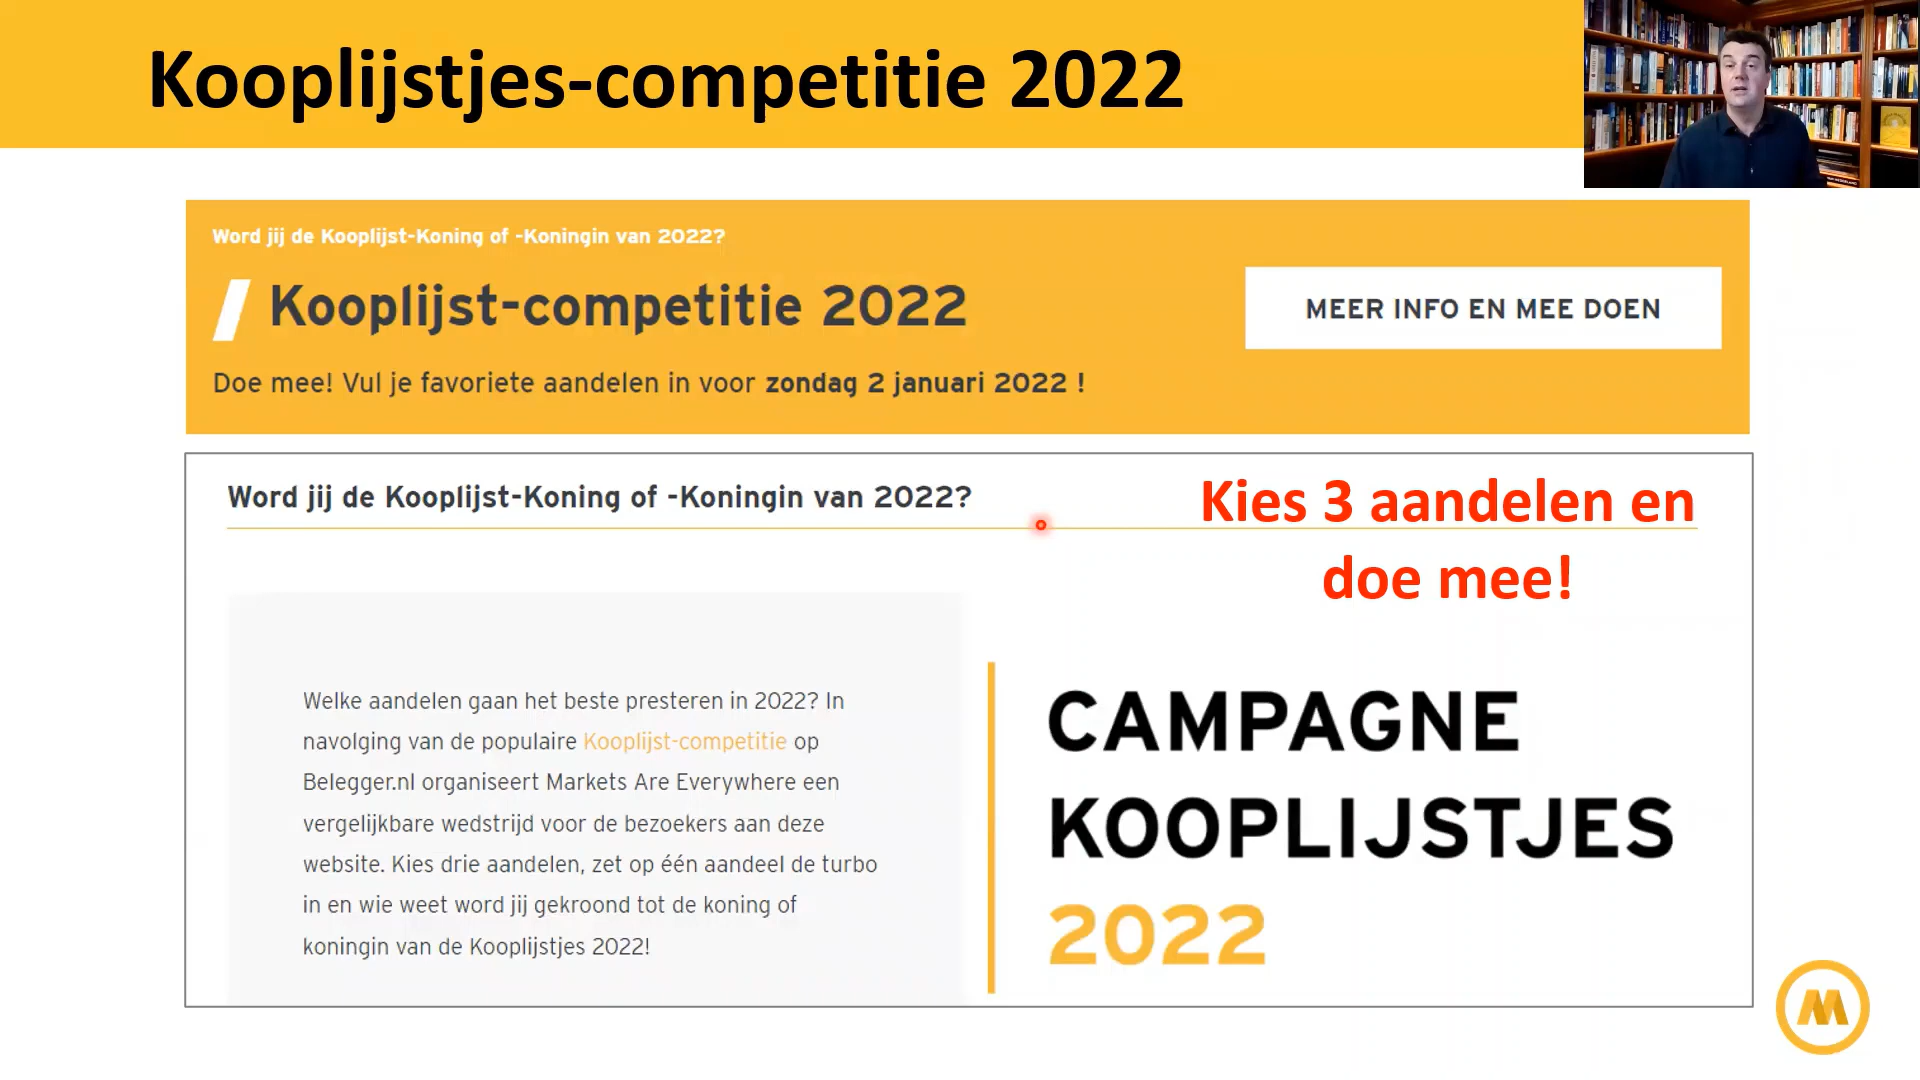 Kooplijstjes-competitie 2022
Word jij de Kooplijst-Koning of -Koningin van 2022?
Kooplijst-competitie 2022
MEER INFO EN MEE DOEN
Doe mee! Vul je favoriete aandelen in voor zondag 2 januari 2022 !
Word jij de Kooplijst-Koning of -Koningin van 2022?
Kies 3 aandelen en
doe mee!
Welke aandelen gaan het beste presteren in 2022? In
navolging van de populaire Kooplijst-competitie op
Belegger.nl organiseert Markets Are Everywhere een
vergelijkbare wedstrijd voor de bezoekers aan deze
website. Kies drie aandelen, zet op één aandeel de turbo
in en wie weet word jij gekroond tot de koning of
koningin van de Kooplijstjes 2022!
CAMPAGNE
KOOPLIJSTJES
2022
M